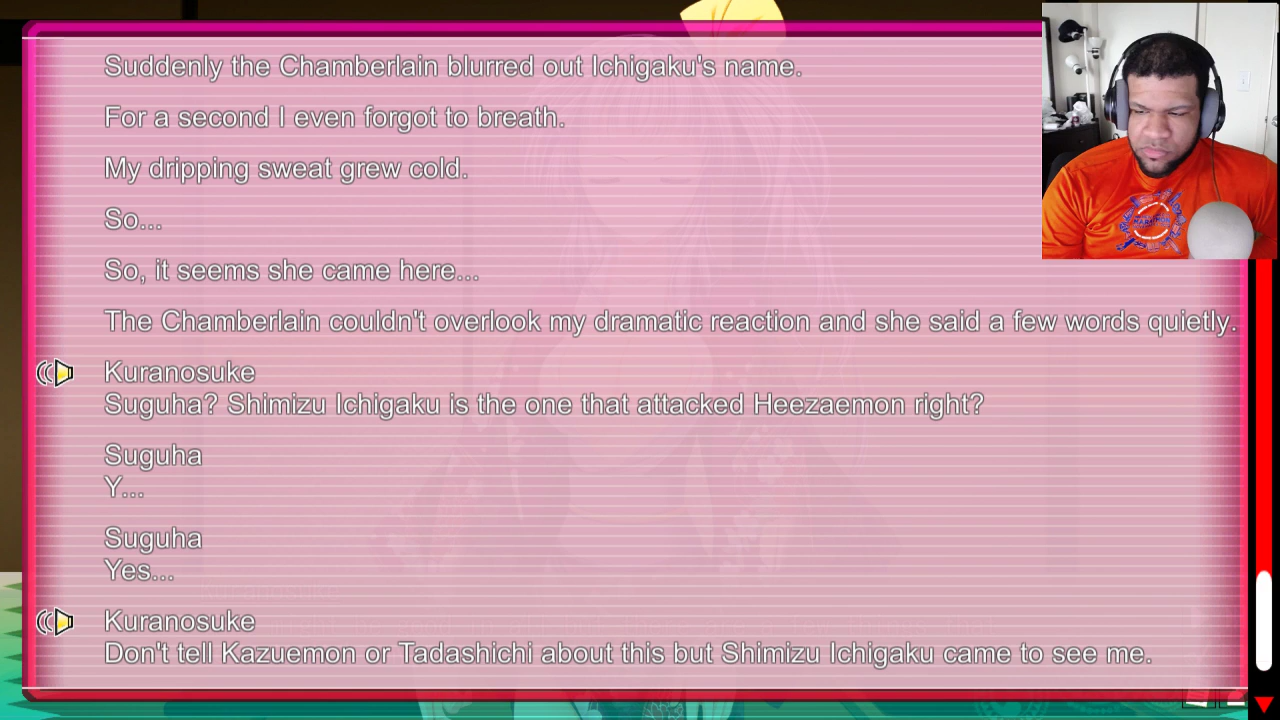 Suddenly the Chamberlain blurred out Ichigaku's name.
For a second I even forgot to breath.
My dripping sweat grew cold.
So...
So, it seems she came here...
The Chamberlain couldn't overlook my dramatic reaction and she said a few words quietly.
Kuranosuke
Suguha? Shimizu Ichigaku is the one that attacked Heezaemon right?
Suguha
Y...
Suguha
Yes...
Kuranosuke
Don't tell Kazuemon or Tadashichi about this but Shimizu Ichigaku came to see me.